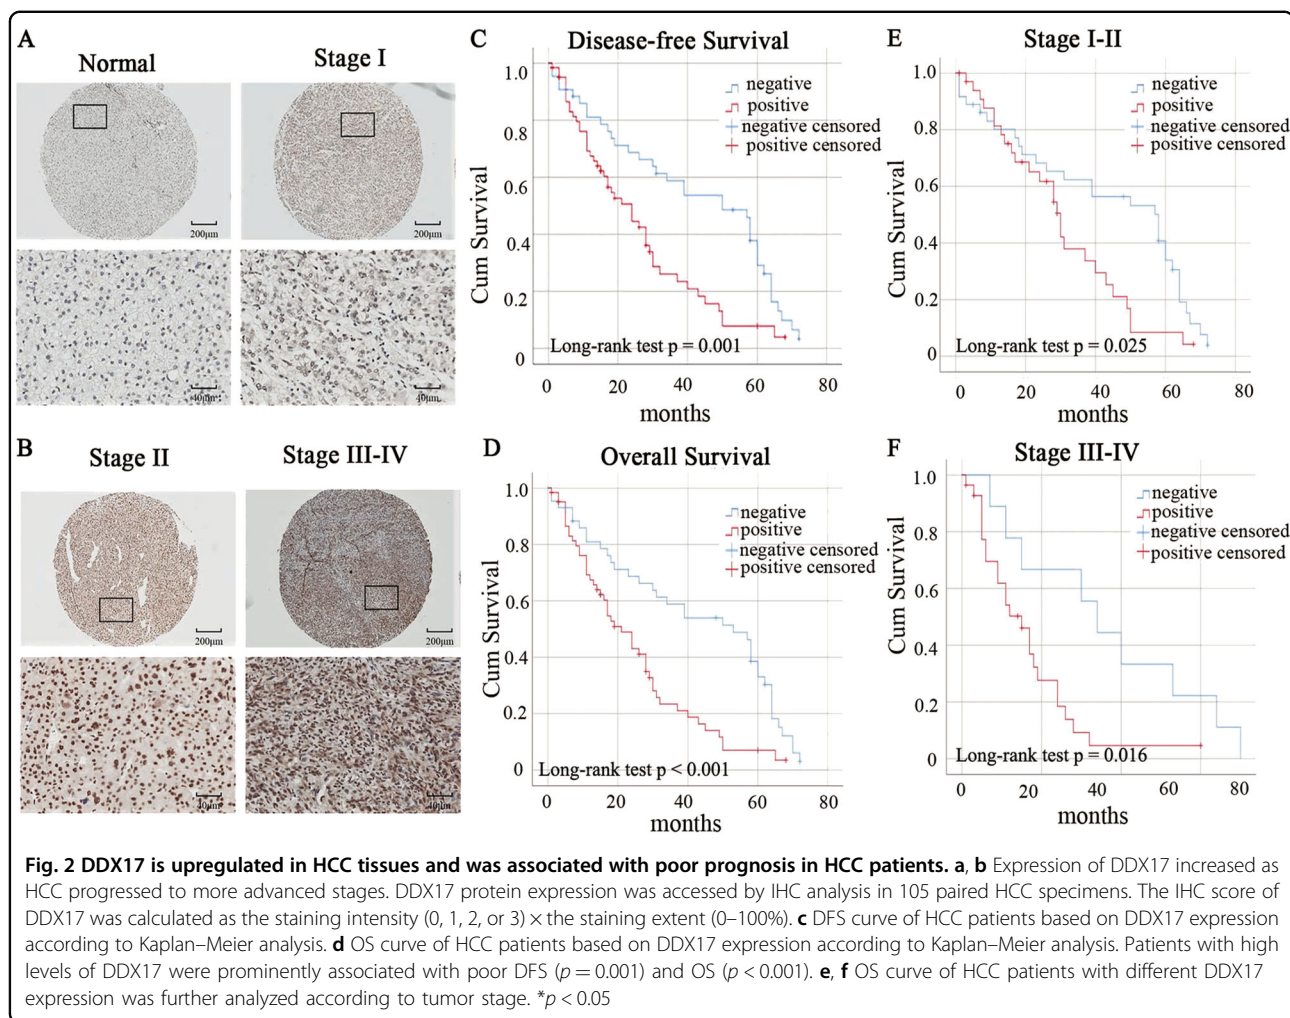 A
Normal
Stage I
200μm
200μm
40μm
40μm
B
Stage II
Stage III-IV
200μm
200μm
40μm
40μm
C
Disease-free Survival
negative
positive
negative censored
positive censored
Cum Survival
1.0
0.8
0.6
0.4
0.2
0
Long-rank test p = 0.001
0 20 40 60 80
months
D
Overall Survival
negative
positive
negative censored
positive censored
Cum Survival
1.0
0.8
0.6
0.4
0.2
0
Long-rank test p < 0.001
0 20 40 60 80
months
E
Stage I-II
negative
positive
negative censored
positive censored
Cum Survival
1.0
0.8
0.6
0.4
0.2
0
Long-rank test p = 0.025
0 20 40 60 80
months
F
Stage III-IV
negative
positive
negative censored
positive censored
Cum Survival
1.0
0.8
0.6
0.4
0.2
0
Long-rank test p = 0.016
0 20 40 60 80
months
Fig. 2 DDX17 is upregulated in HCC tissues and was associated with poor prognosis in HCC patients. a, b Expression of DDX17 increased as
HCC progressed to more advanced stages. DDX17 protein expression was accessed by IHC analysis in 105 paired HCC specimens. The IHC score of
DDX17 was calculated as the staining intensity (0, 1, 2, or 3) × the staining extent (0–100%). c DFS curve of HCC patients based on DDX17 expression
according to Kaplan–Meier analysis. d OS curve of HCC patients based on DDX17 expression according to Kaplan–Meier analysis. Patients with high
levels of DDX17 were prominently associated with poor DFS (p = 0.001) and OS (p < 0.001). e, f OS curve of HCC patients with different DDX17
expression was further analyzed according to tumor stage. *p < 0.05